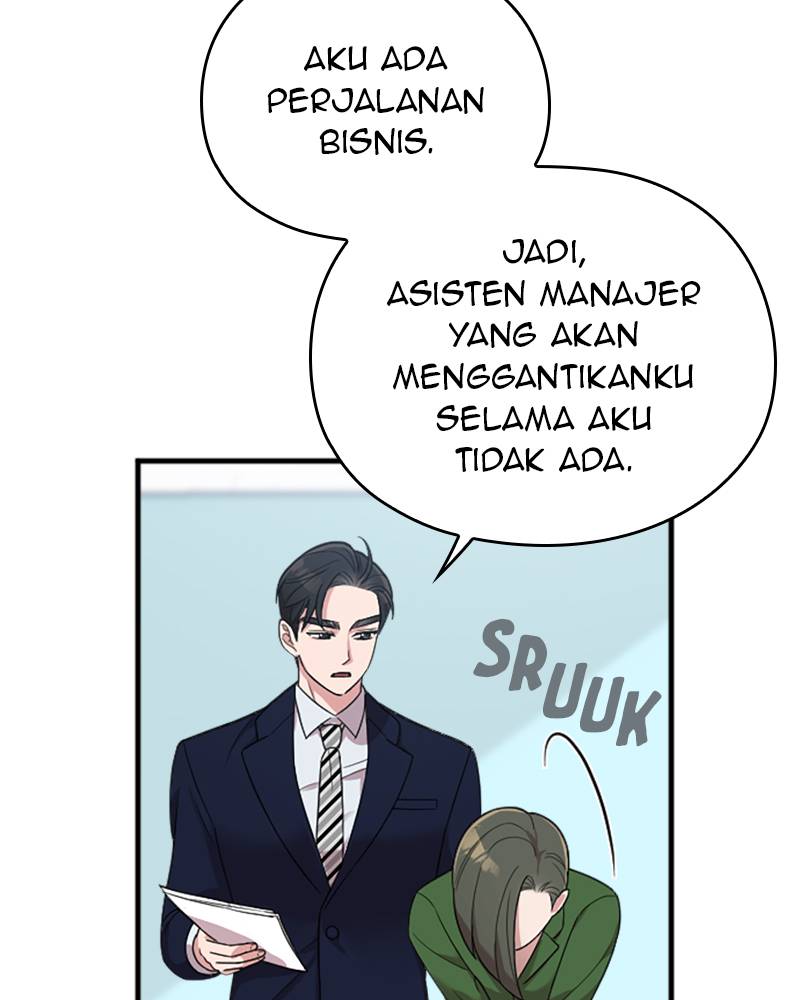 AKU ADA
PERJALANAN
BISNIS.
JADI,
ASISTEN MANAJER
YANG AKAN
MENGGANTIKANKU
SELAMA AKU
TIDAK ADA.
SRUUK